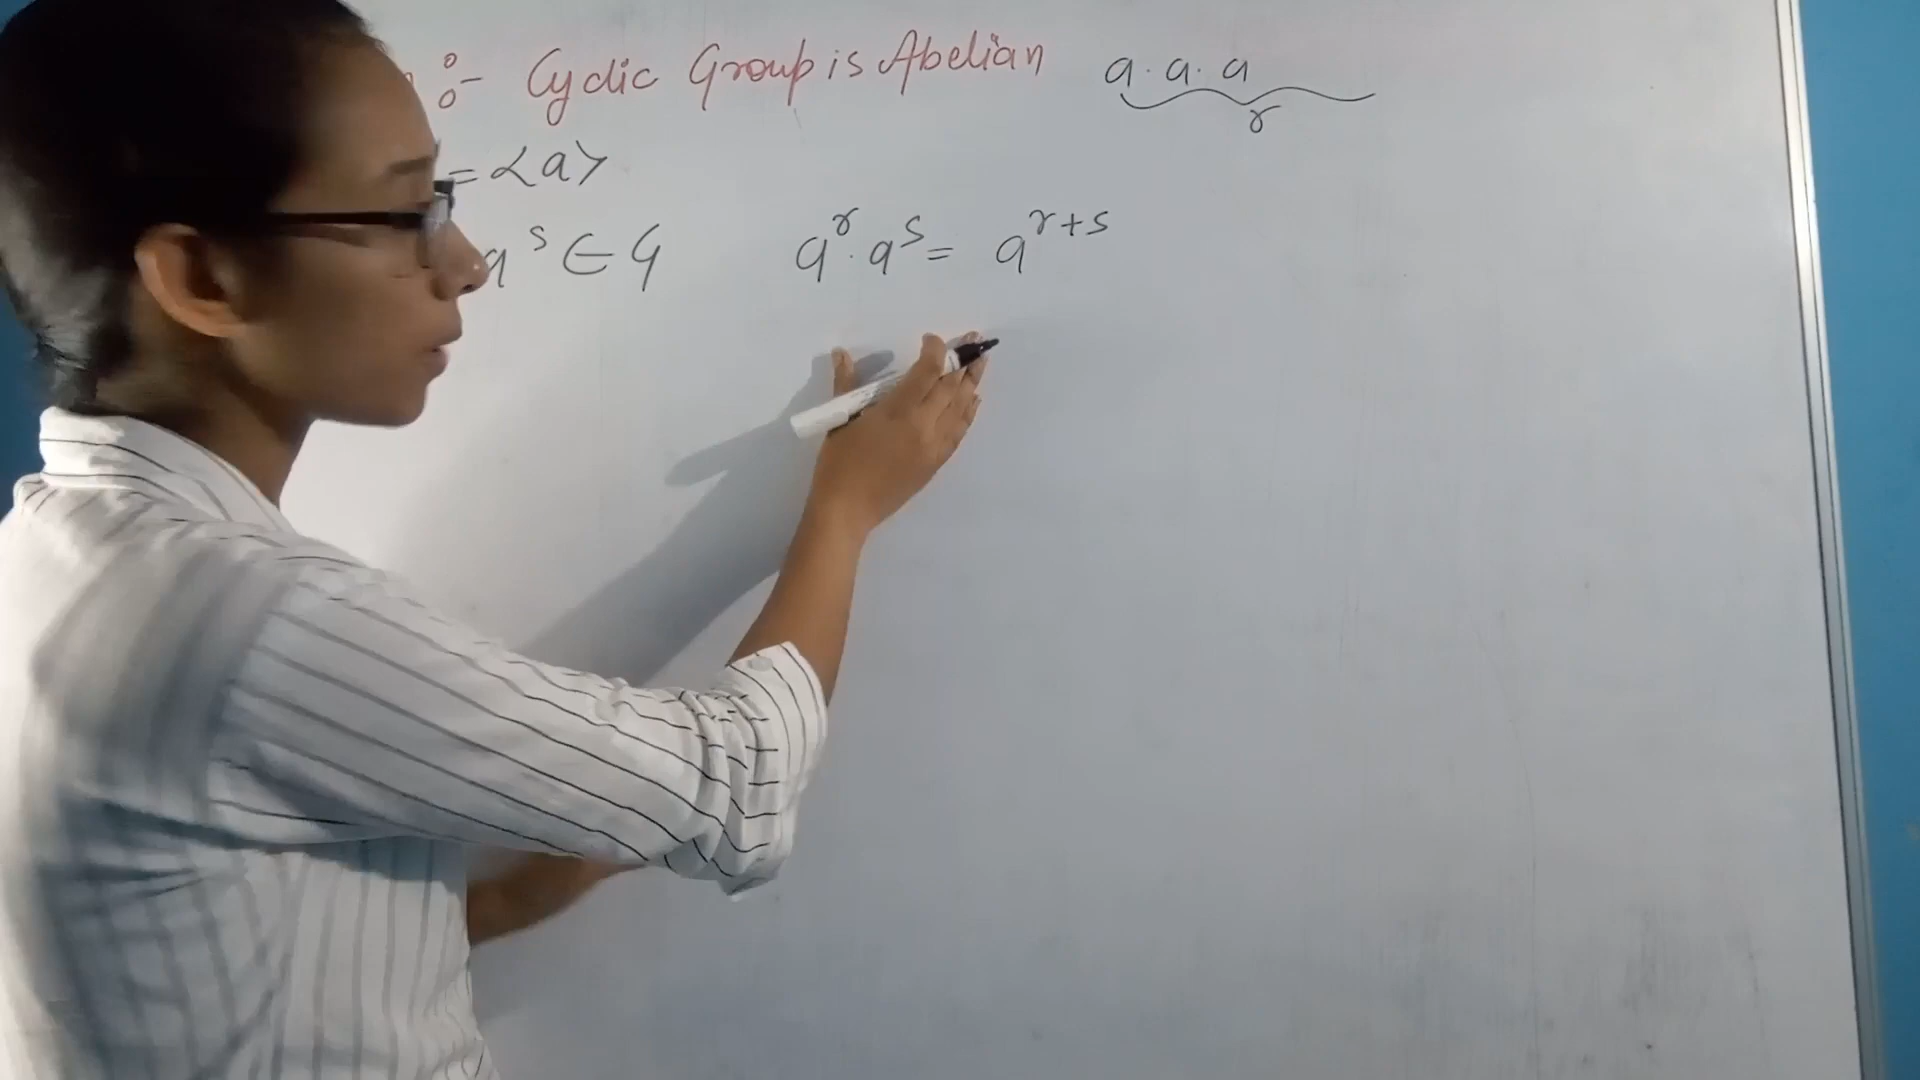 :- Cyclic Group is Abelian a.a.a
r
= <a>
a^s ∈ G a^r . a^s = a^{r+s}